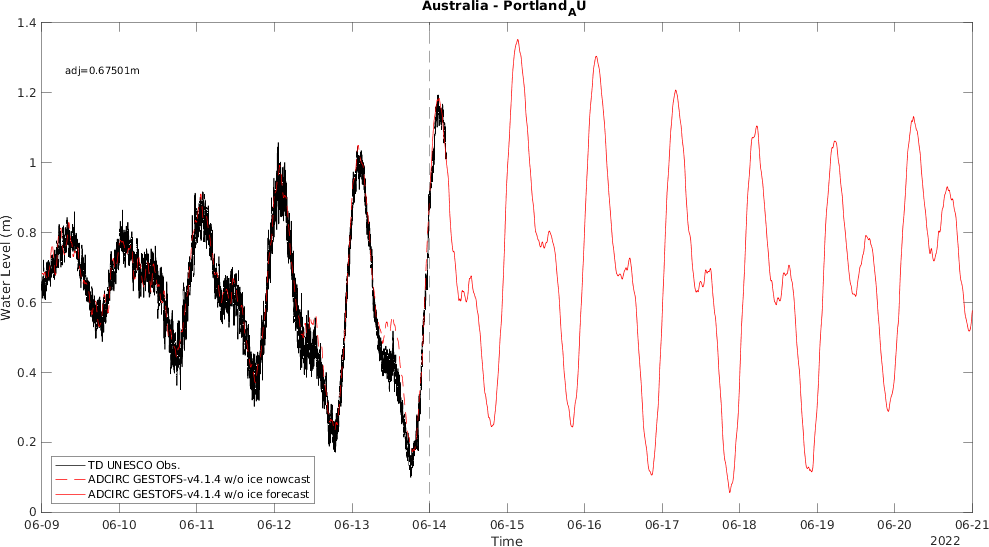 Australia - Portland_AU
1.4
adj=0.67501m
1.2
1
0.8
0.6
0.4
0.2
0
Water Level (m)
TD UNESCO Obs.
ADCIRC GESTOFS-v4.1.4 w/o ice nowcast
ADCIRC GESTOFS-v4.1.4 w/o ice forecast
06-09 06-10 06-11 06-12 06-13 06-14 06-15 06-16 06-17 06-18 06-19 06-20 06-21
Time
2022